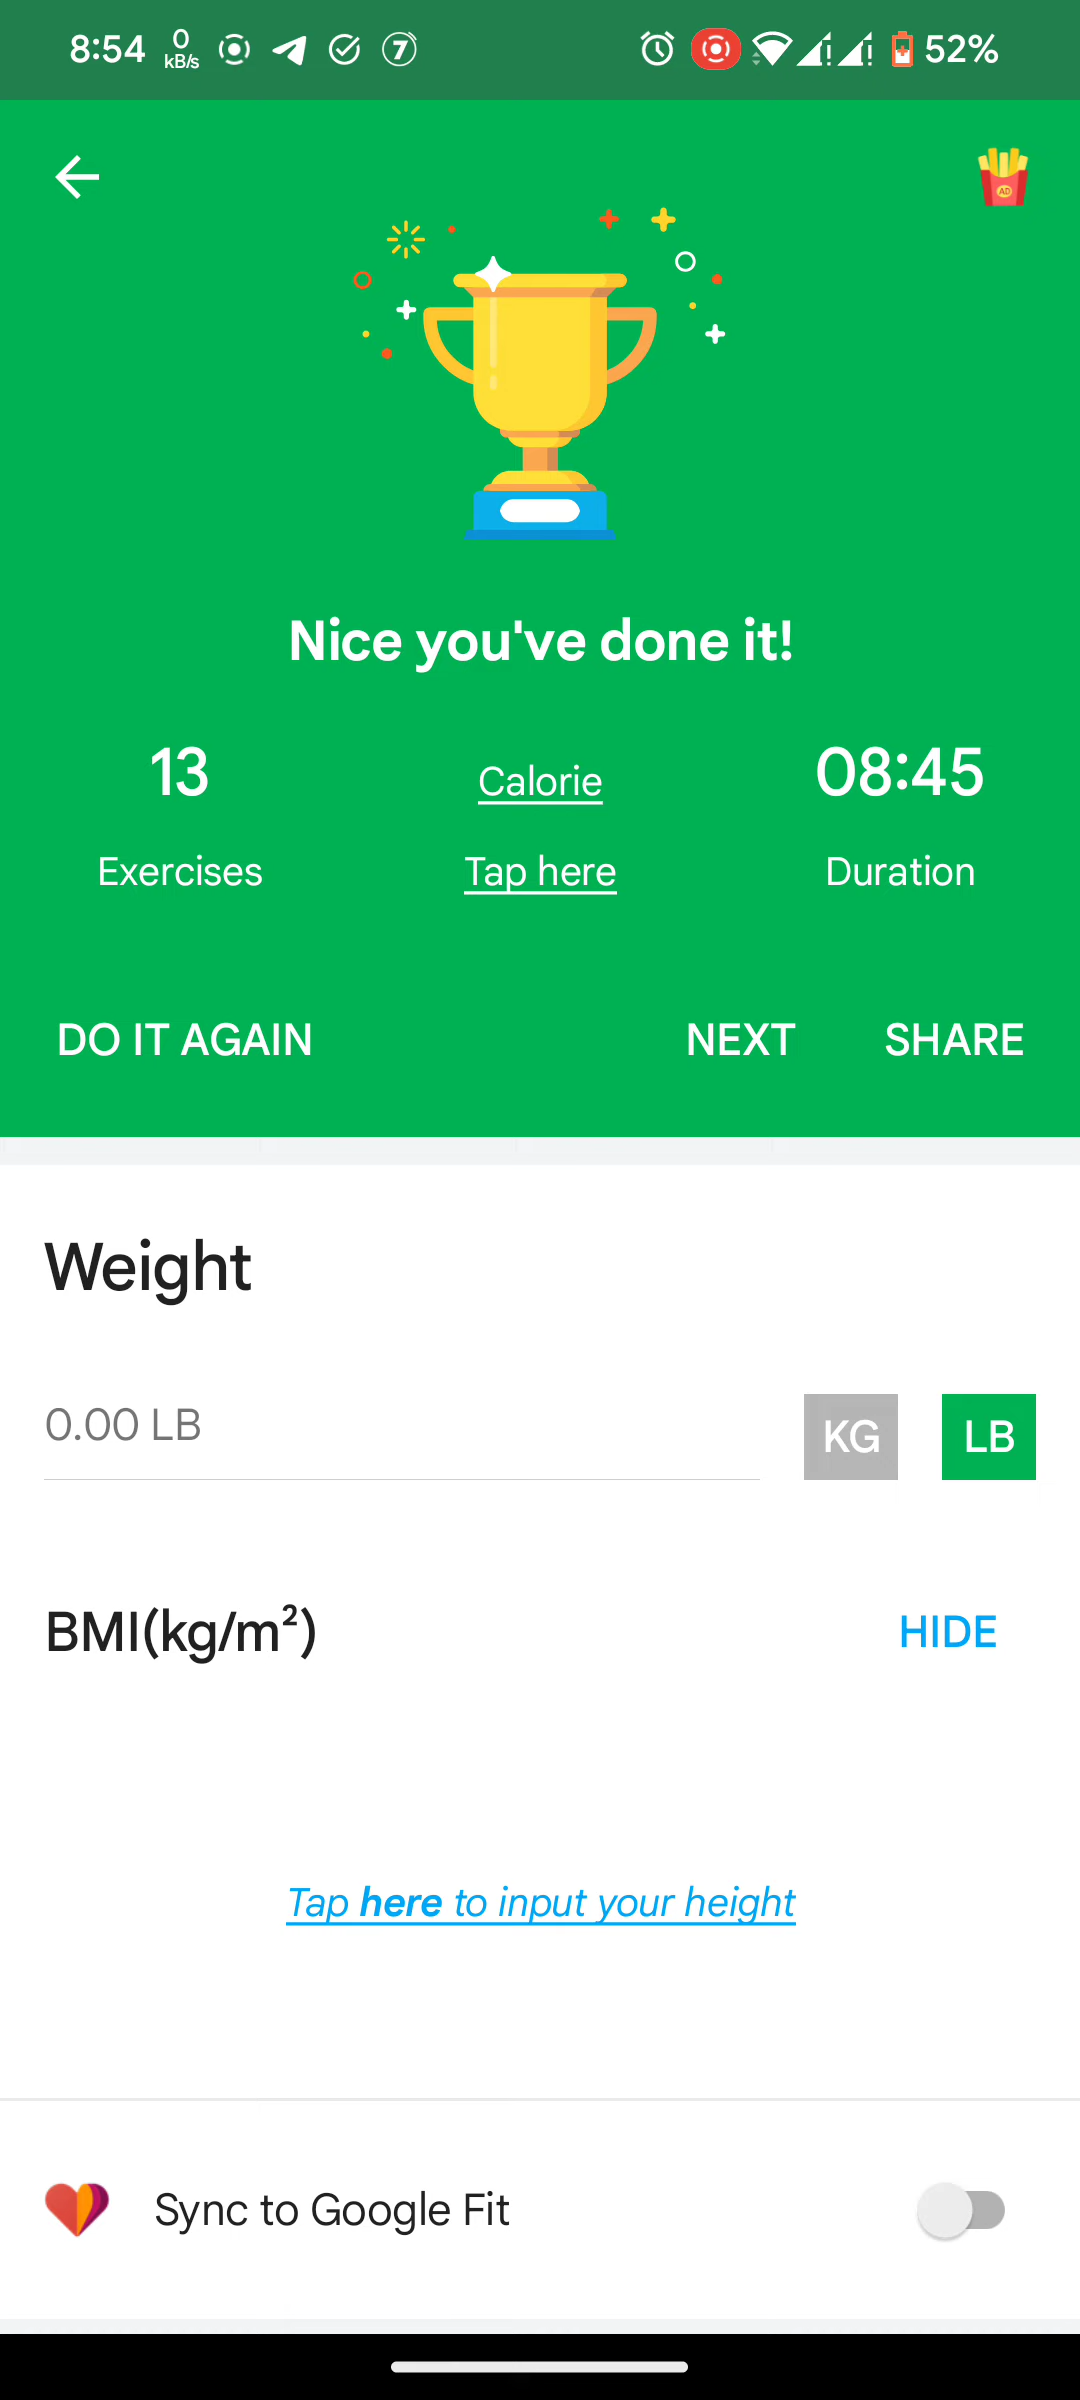 8:54 0 kB/s 7 52%
AD
Nice you've done it!
13 Calorie 08:45
Exercises Tap here Duration
DO IT AGAIN NEXT SHARE
Weight
0.00 LB KG LB
BMI(kg/m²) HIDE
Tap here to input your height
Sync to Google Fit